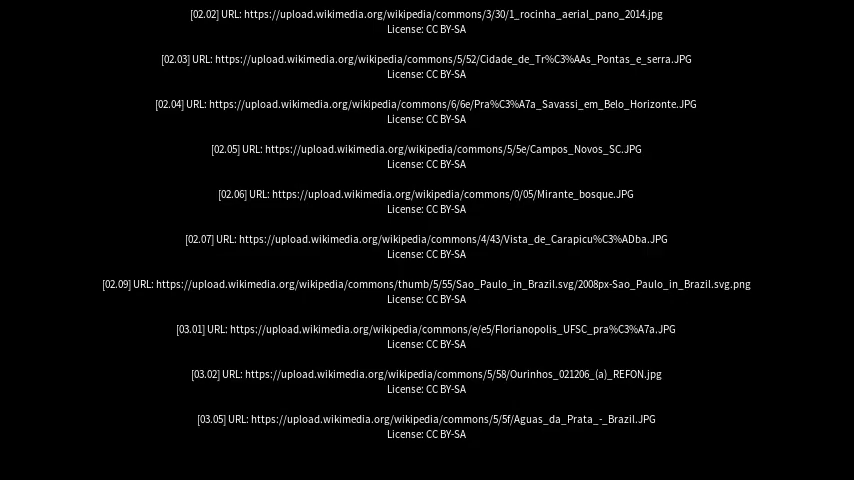 [02.02] URL: https://upload.wikimedia.org/wikipedia/commons/3/30/1_rocinha_aerial_pano_2014.jpg
License: CC BY-SA
[02.03] URL: https://upload.wikimedia.org/wikipedia/commons/5/52/Cidade_de_Tr%C3%AAs_Pontas_e_serra.JPG
License: CC BY-SA
[02.04] URL: https://upload.wikimedia.org/wikipedia/commons/6/6e/Pra%C3%A7a_Savassi_em_Belo_Horizonte.JPG
License: CC BY-SA
[02.05] URL: https://upload.wikimedia.org/wikipedia/commons/5/5e/Campos_Novos_SC.JPG
License: CC BY-SA
[02.06] URL: https://upload.wikimedia.org/wikipedia/commons/0/05/Mirante_bosque.JPG
License: CC BY-SA
[02.07] URL: https://upload.wikimedia.org/wikipedia/commons/4/43/Vista_de_Carapicu%C3%ADba.JPG
License: CC BY-SA
[02.09] URL: https://upload.wikimedia.org/wikipedia/commons/thumb/5/55/Sao_Paulo_in_Brazil.svg/2008px-Sao_Paulo_in_Brazil.svg.png
License: CC BY-SA
[03.01] URL: https://upload.wikimedia.org/wikipedia/commons/e/e5/Florianopolis_UFSC_pra%C3%A7a.JPG
License: CC BY-SA
[03.02] URL: https://upload.wikimedia.org/wikipedia/commons/5/58/Ourinhos_021206_(a)_REFON.jpg
License: CC BY-SA
[03.05] URL: https://upload.wikimedia.org/wikipedia/commons/5/5f/Aguas_da_Prata_-_Brazil.JPG
License: CC BY-SA